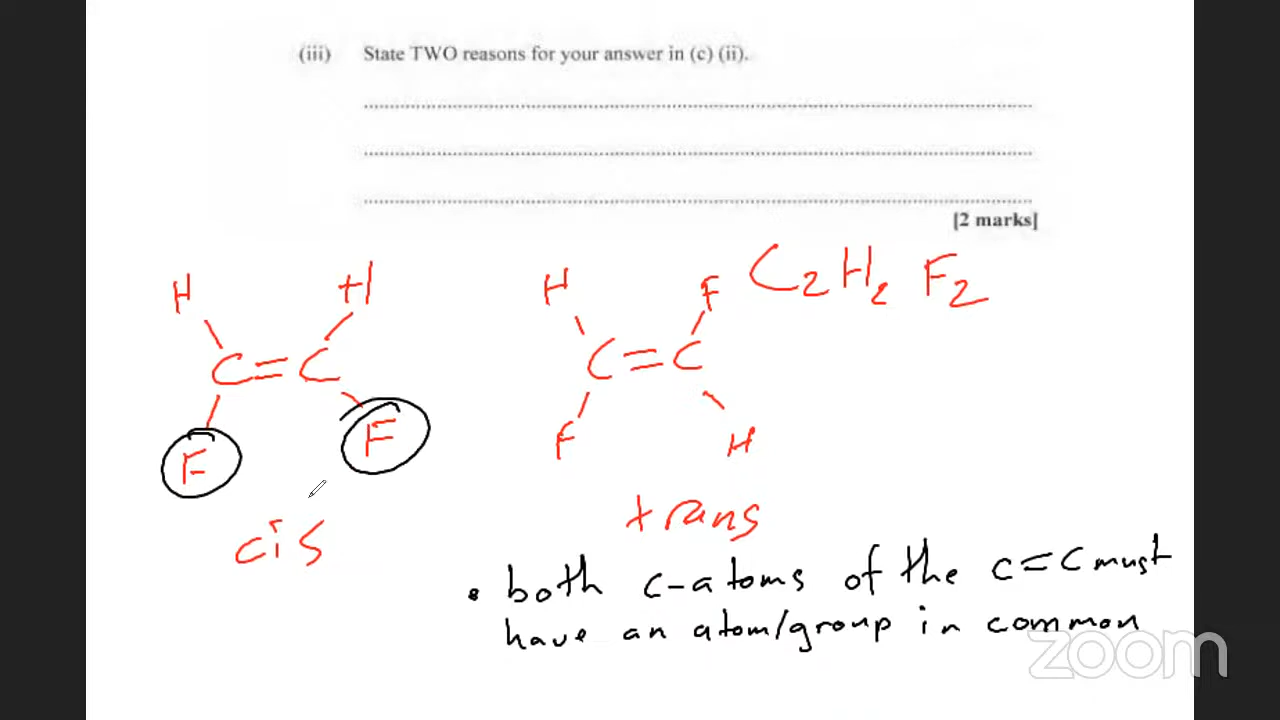 (iii) State TWO reasons for your answer in (c) (ii).
[2 marks]
H H H F C2H2F2
C=C C=C
F F F H
cis trans
• both c-atoms of the c=c must
have an atom/group in common
zoom